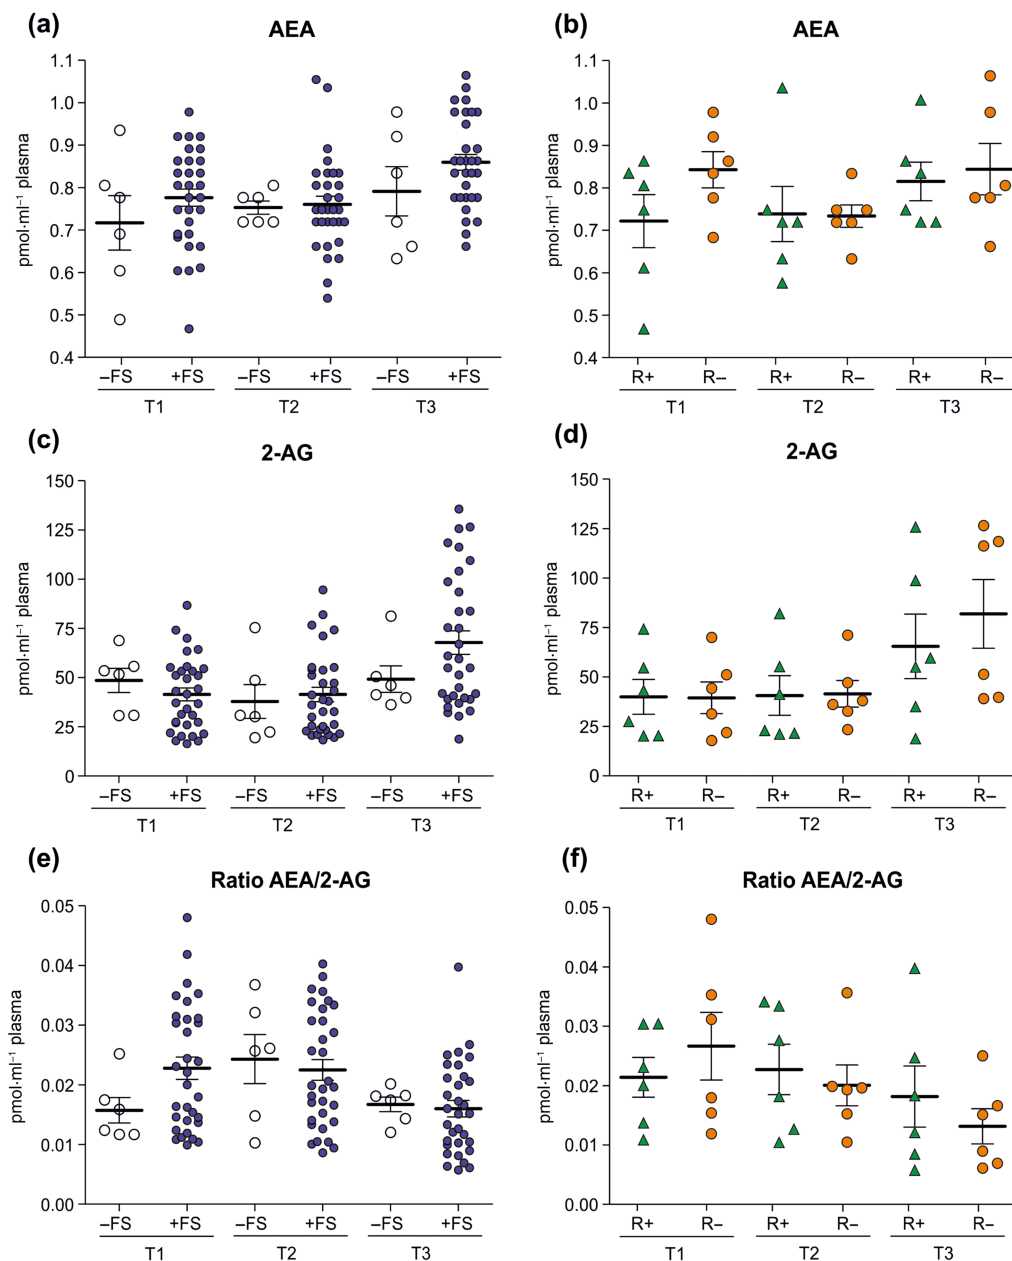 (a)
AEA
pmol·ml⁻¹ plasma
1.1
1.0
0.9
0.8
0.7
0.6
0.5
0.4
–FS +FS –FS +FS –FS +FS
T1 T2 T3
(b)
AEA
pmol·ml⁻¹ plasma
1.1
1.0
0.9
0.8
0.7
0.6
0.5
0.4
R+ R-- R+ R– R+ R–
T1 T2 T3
(c)
2-AG
pmol·ml⁻¹ plasma
150
125
100
75
50
25
0
–FS +FS –FS +FS –FS +FS
T1 T2 T3
(d)
2-AG
pmol·ml⁻¹ plasma
150
125
100
75
50
25
0
R+ R– R+ R– R+ R–
T1 T2 T3
(e)
Ratio AEA/2-AG
pmol·ml⁻¹ plasma
0.05
0.04
0.03
0.02
0.01
0.00
–FS +FS –FS +FS –FS +FS
T1 T2 T3
(f)
Ratio AEA/2-AG
pmol·ml⁻¹ plasma
0.05
0.04
0.03
0.02
0.01
0.00
R+ R– R+ R– R+ R–
T1 T2 T3